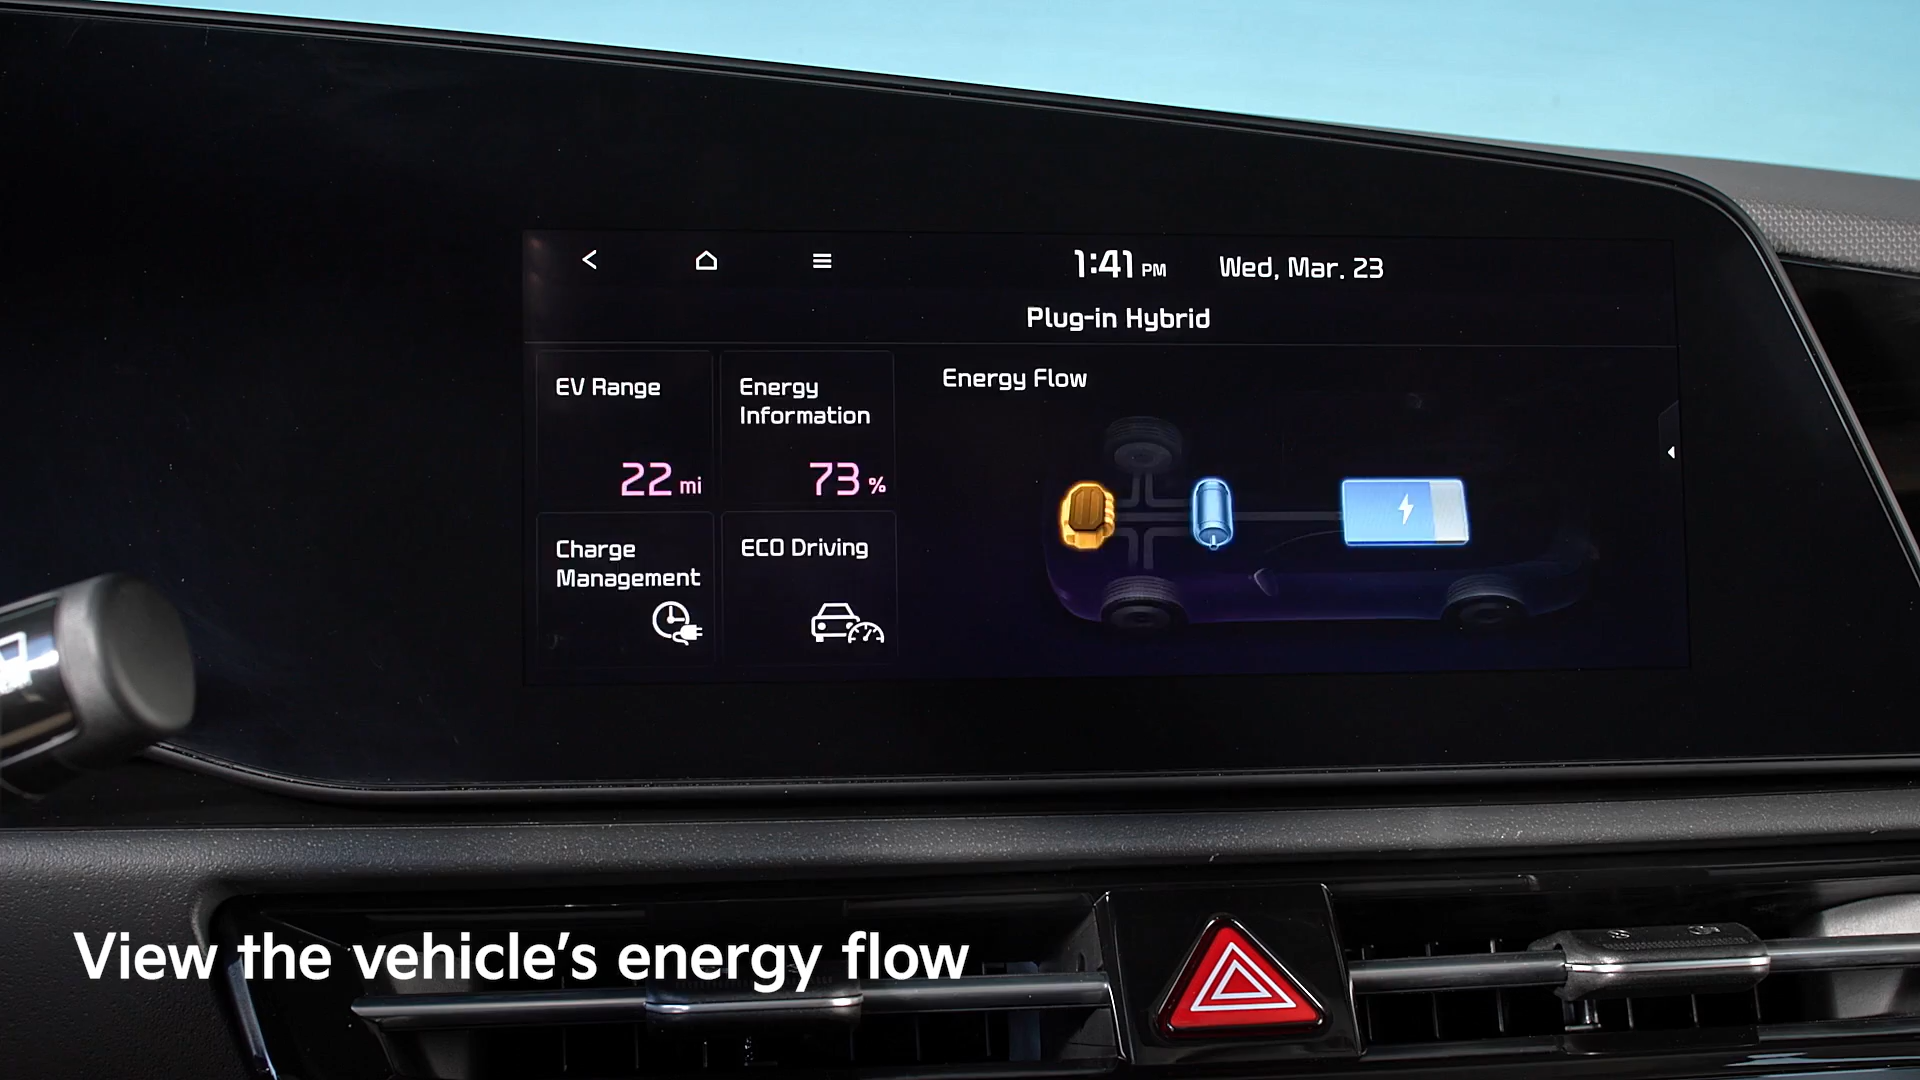 1:41 PM Wed, Mar. 23
Plug-in Hybrid
EV Range
22 mi
Energy
Information
73 %
Charge
Management
ECO Driving
Energy Flow
View the vehicle's energy flow